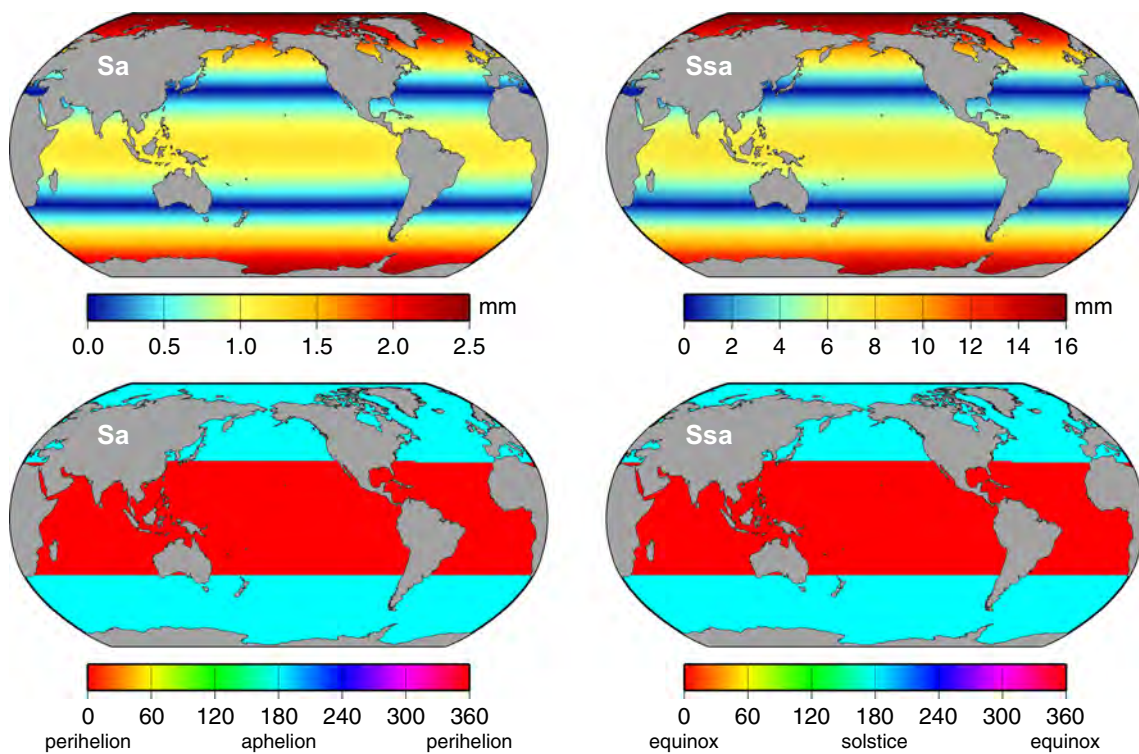 Sa
Ssa
mm
0.0 0.5 1.0 1.5 2.0 2.5
mm
0 2 4 6 8 10 12 14 16
Sa
Ssa
0 60 120 180 240 300 360
perihelion aphelion perihelion
0 60 120 180 240 300 360
equinox solstice equinox